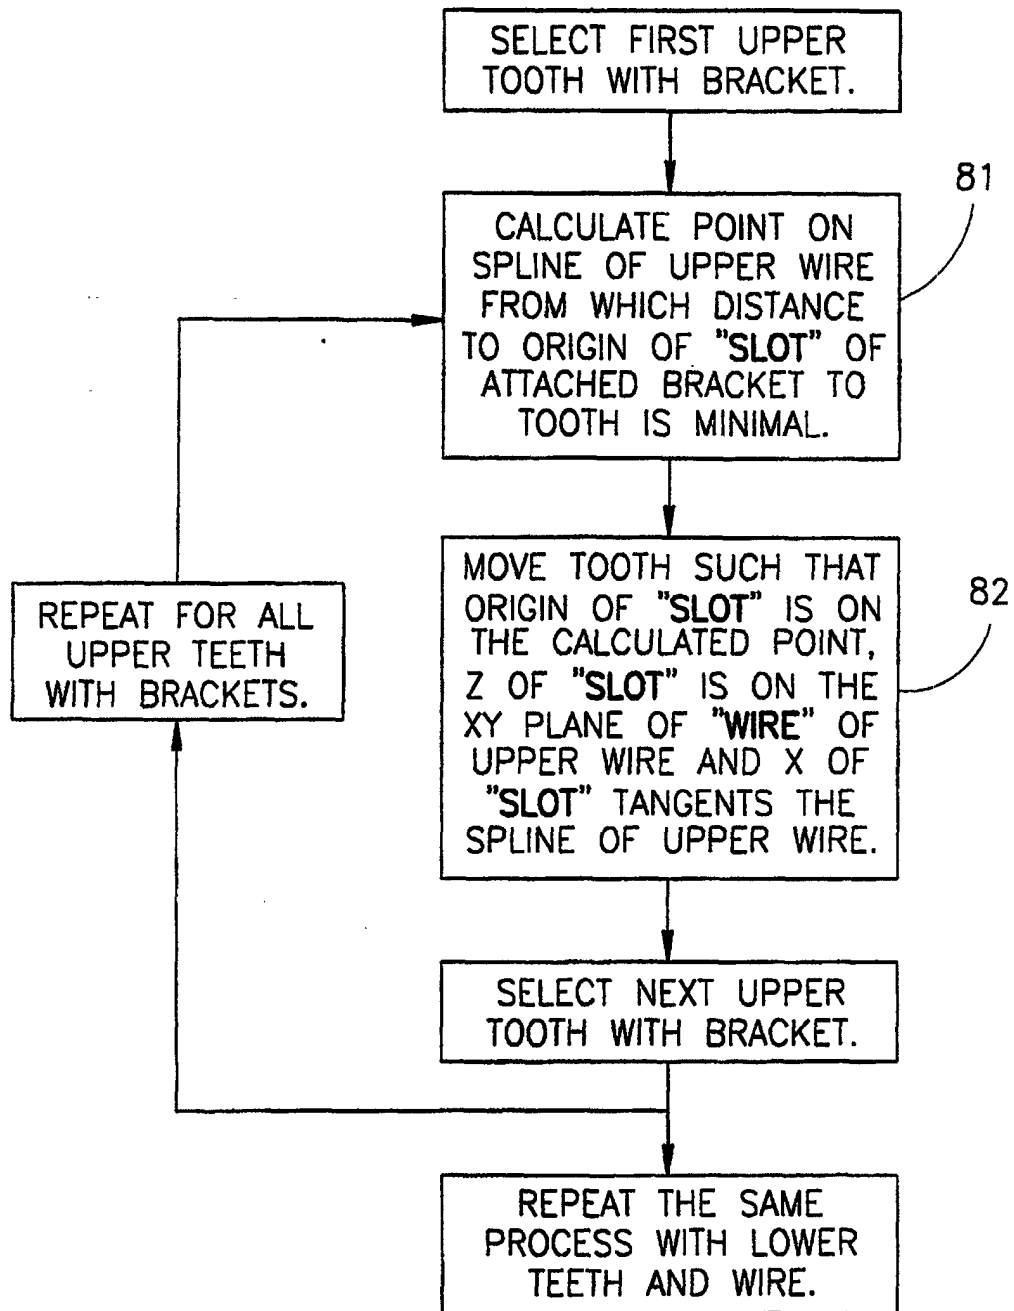 SELECT FIRST UPPER
TOOTH WITH BRACKET.
81
CALCULATE POINT ON
SPLINE OF UPPER WIRE
FROM WHICH DISTANCE
TO ORIGIN OF "SLOT" OF
ATTACHED BRACKET TO
TOOTH IS MINIMAL.
82
MOVE TOOTH SUCH THAT
ORIGIN OF "SLOT" IS ON
THE CALCULATED POINT,
Z OF "SLOT" IS ON THE
XY PLANE OF "WIRE" OF
UPPER WIRE AND X OF
"SLOT" TANGENTS THE
SPLINE OF UPPER WIRE.
REPEAT FOR ALL
UPPER TEETH
WITH BRACKETS.
SELECT NEXT UPPER
TOOTH WITH BRACKET.
REPEAT THE SAME
PROCESS WITH LOWER
TEETH AND WIRE.